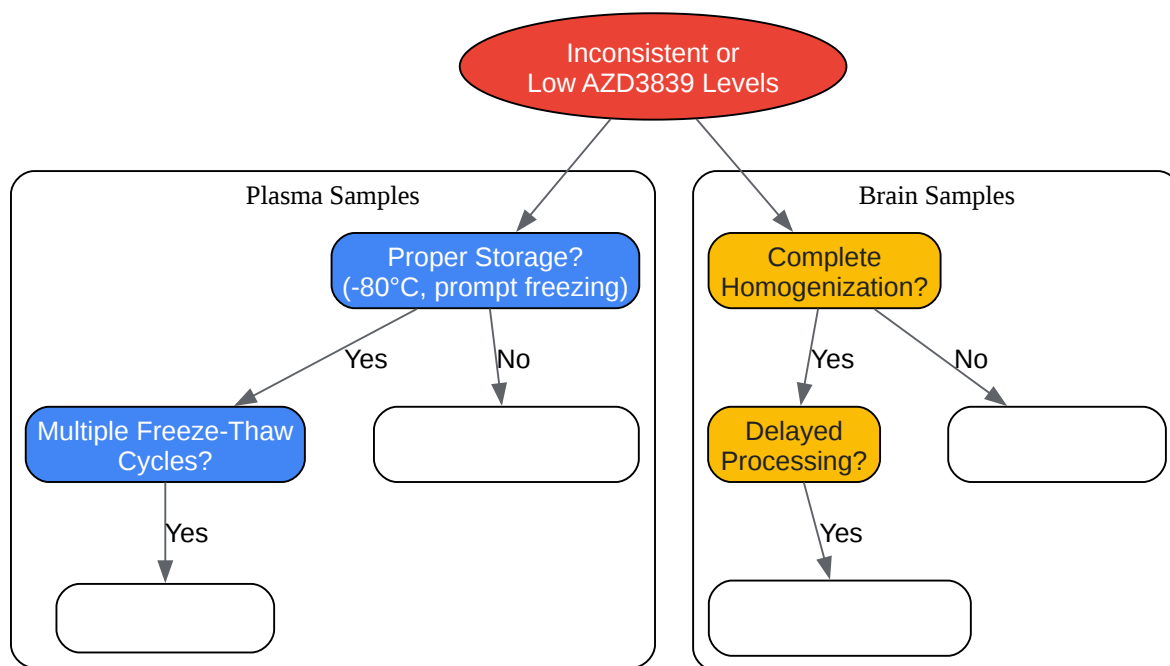 Inconsistent or
Low AZD3839 Levels
Plasma Samples
Brain Samples
Proper Storage?
(-80°C, prompt freezing)
Complete
Homogenization?
Yes
No
Yes
No
Multiple Freeze-Thaw
Cycles?
Delayed
Processing?
Yes
Yes